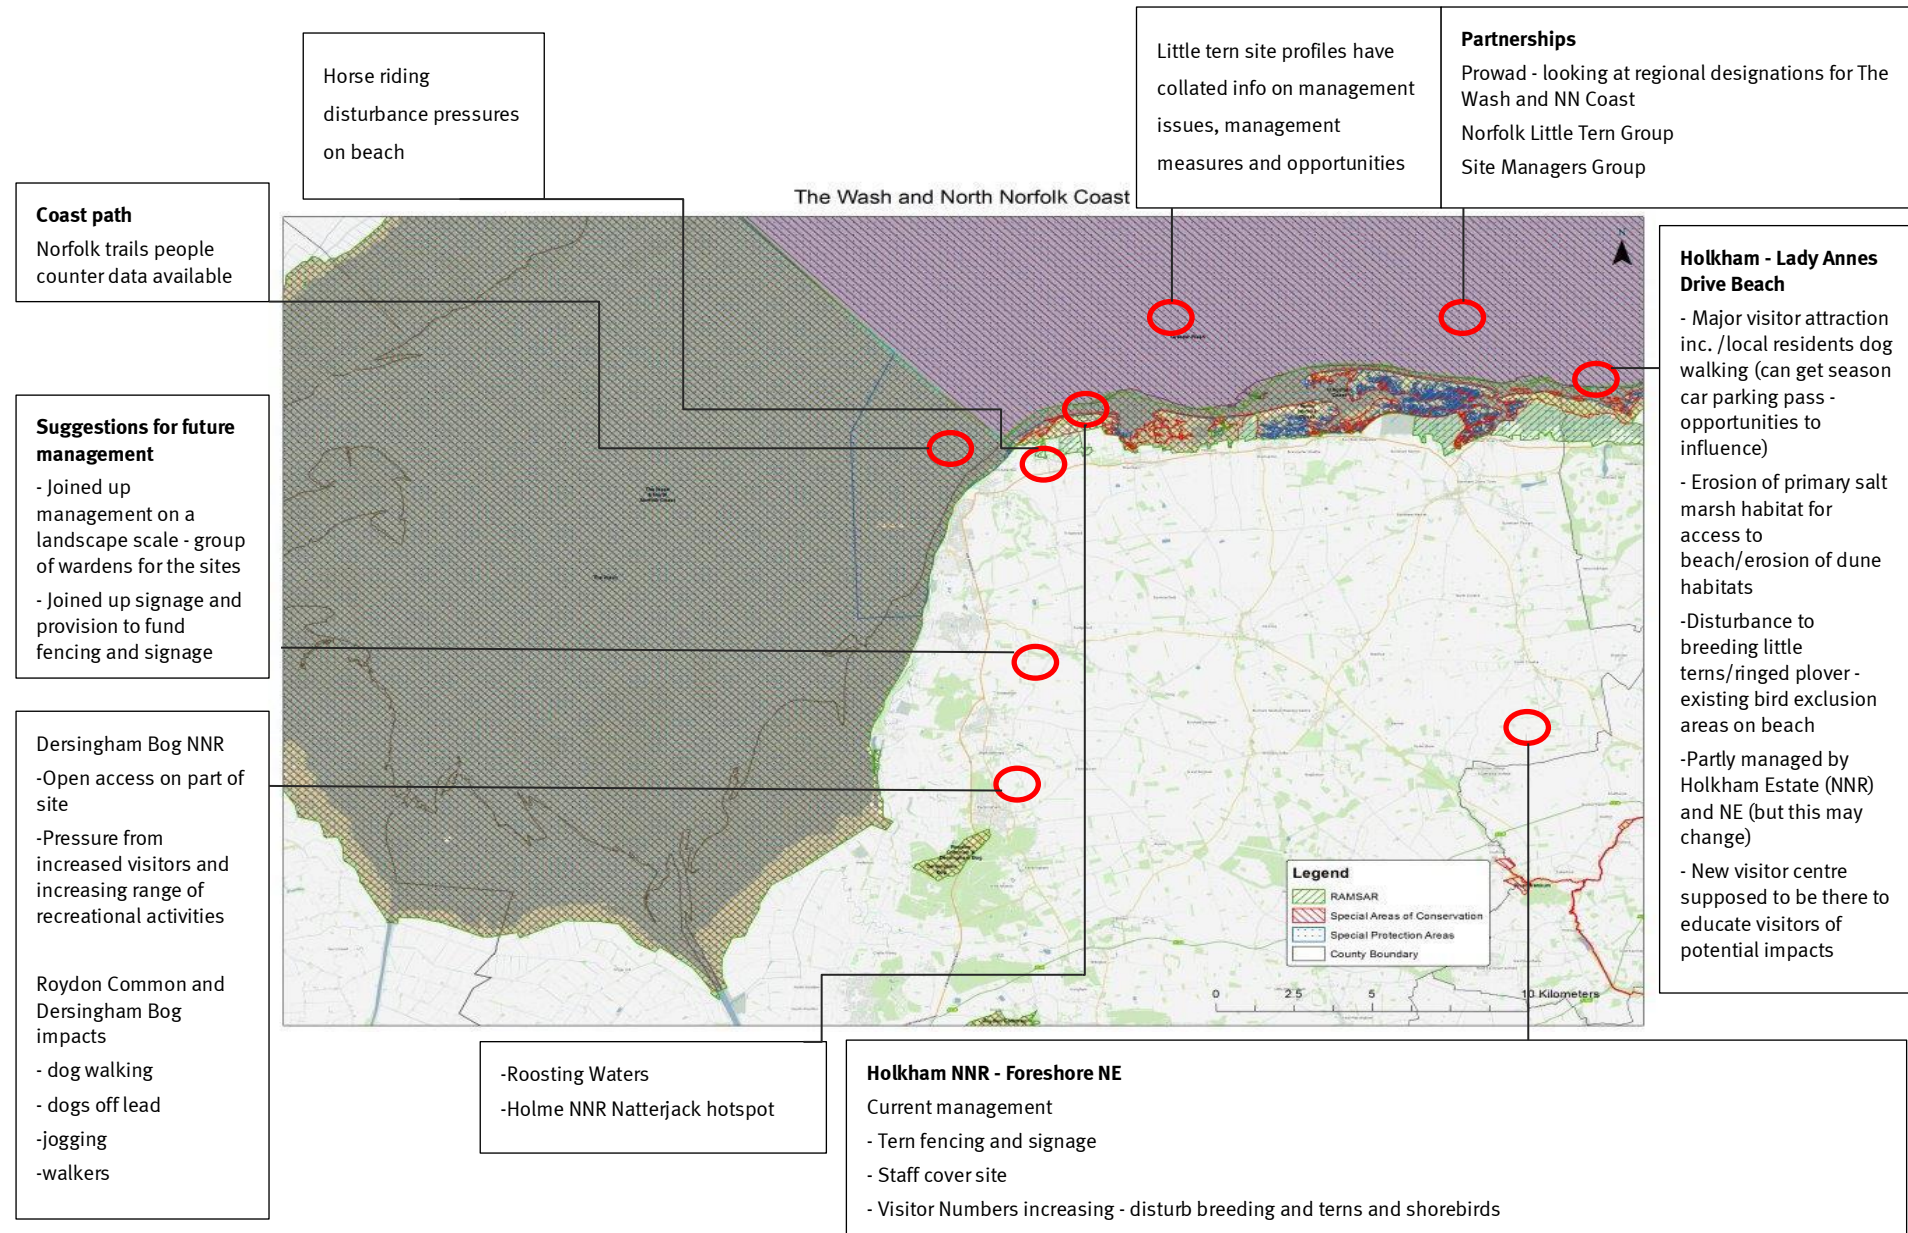 Horse riding
disturbance pressures
on beach
Little tern site profiles have
collated info on management
issues, management
measures and opportunities
Partnerships
Prowad - looking at regional designations for The
Wash and NN Coast
Norfolk Little Tern Group
Site Managers Group
The Wash and North Norfolk Coast
Coast path
Norfolk trails people
counter data available
N
Holkham - Lady Annes
Drive Beach
- Major visitor attraction
inc. /local residents dog
walking (can get season
car parking pass -
opportunities to
influence)
- Erosion of primary salt
marsh habitat for
access to
beach/erosion of dune
habitats
-Disturbance to
breeding little
terns/ringed plover -
existing bird exclusion
areas on beach
-Partly managed by
Holkham Estate (NNR)
and NE (but this may
change)
- New visitor centre
supposed to be there to
educate visitors of
potential impacts
Suggestions for future
management
- Joined up
management on a
landscape scale - group
of wardens for the sites
- Joined up signage and
provision to fund
fencing and signage
The Wash
Dersingham Bog NNR
-Open access on part of
site
-Pressure from
increased visitors and
increasing range of
recreational activities
Roydon Common and
Dersingham Bog
impacts
- dog walking
- dogs off lead
-jogging
-walkers
Legend
RAMSAR
Special Areas of Conservation
Special Protection Areas
County Boundary
0 2.5 5 10 Kilometers
-Roosting Waters
-Holme NNR Natterjack hotspot
Holkham NNR - Foreshore NE
Current management
- Tern fencing and signage
- Staff cover site
- Visitor Numbers increasing - disturb breeding and terns and shorebirds